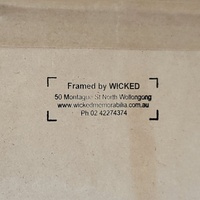 Framed by WICKED
50 Montague St North Wollongong
www.wickedmemorabilia.com.au
Ph 02 42274374